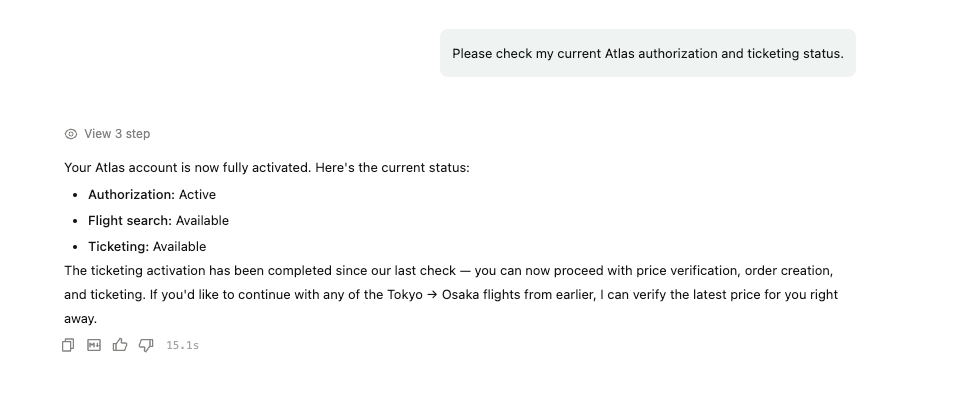 Please check my current Atlas authorization and ticketing status.
View 3 step
Your Atlas account is now fully activated. Here's the current status:
• Authorization: Active
• Flight search: Available
• Ticketing: Available
The ticketing activation has been completed since our last check — you can now proceed with price verification, order creation,
and ticketing. If you'd like to continue with any of the Tokyo → Osaka flights from earlier, I can verify the latest price for you right
away.
15.1s